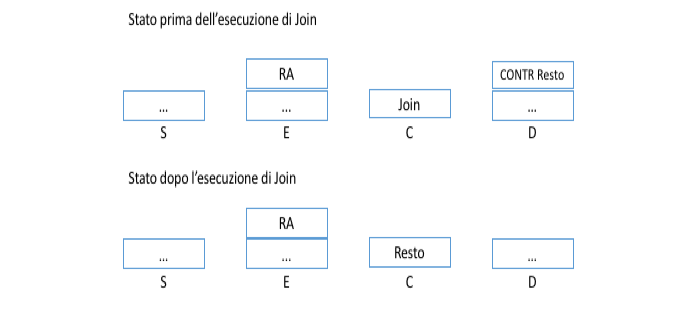 Stato prima dell'esecuzione di Join
RA
CONTR Resto
...
...
Join
...
S
E
C
D
Stato dopo l'esecuzione di Join
RA
...
...
Resto
...
S
E
C
D